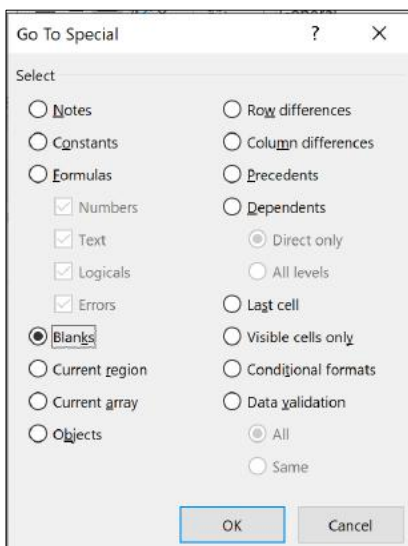 Go To Special ? ×
Select
Notes
Constants
Formulas
Numbers
Text
Logicals
Errors
Blanks
Current region
Current array
Objects
Row differences
Column differences
Precedents
Dependents
Direct only
All levels
Last cell
Visible cells only
Conditional formats
Data validation
All
Same
OK Cancel